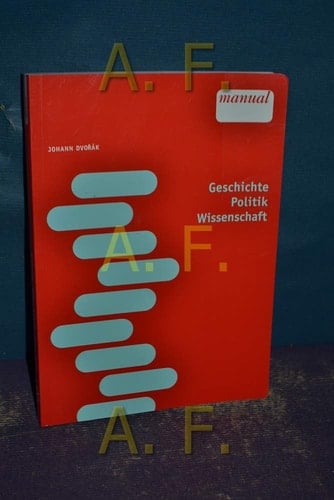 A. F.
manual
JOHANN DVOŘÁK
Geschichte
Politik
Wissenschaft
A. F.
A. F.